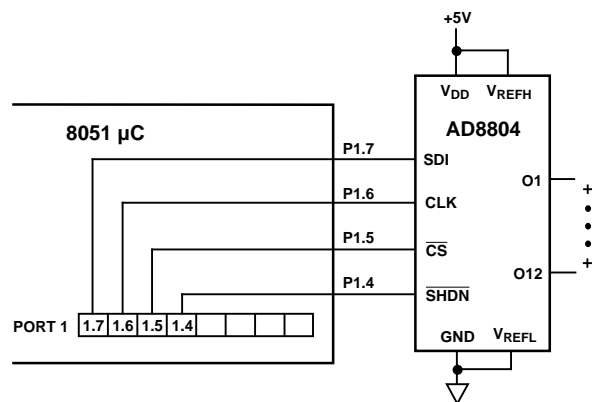 +5V
VDD VREFH
8051 µC
AD8804
P1.7
SDI
O1
P1.6
CLK
P1.5
CS
P1.4
SHDN
O12
PORT 1 1.7 1.6 1.5 1.4
GND VREFL